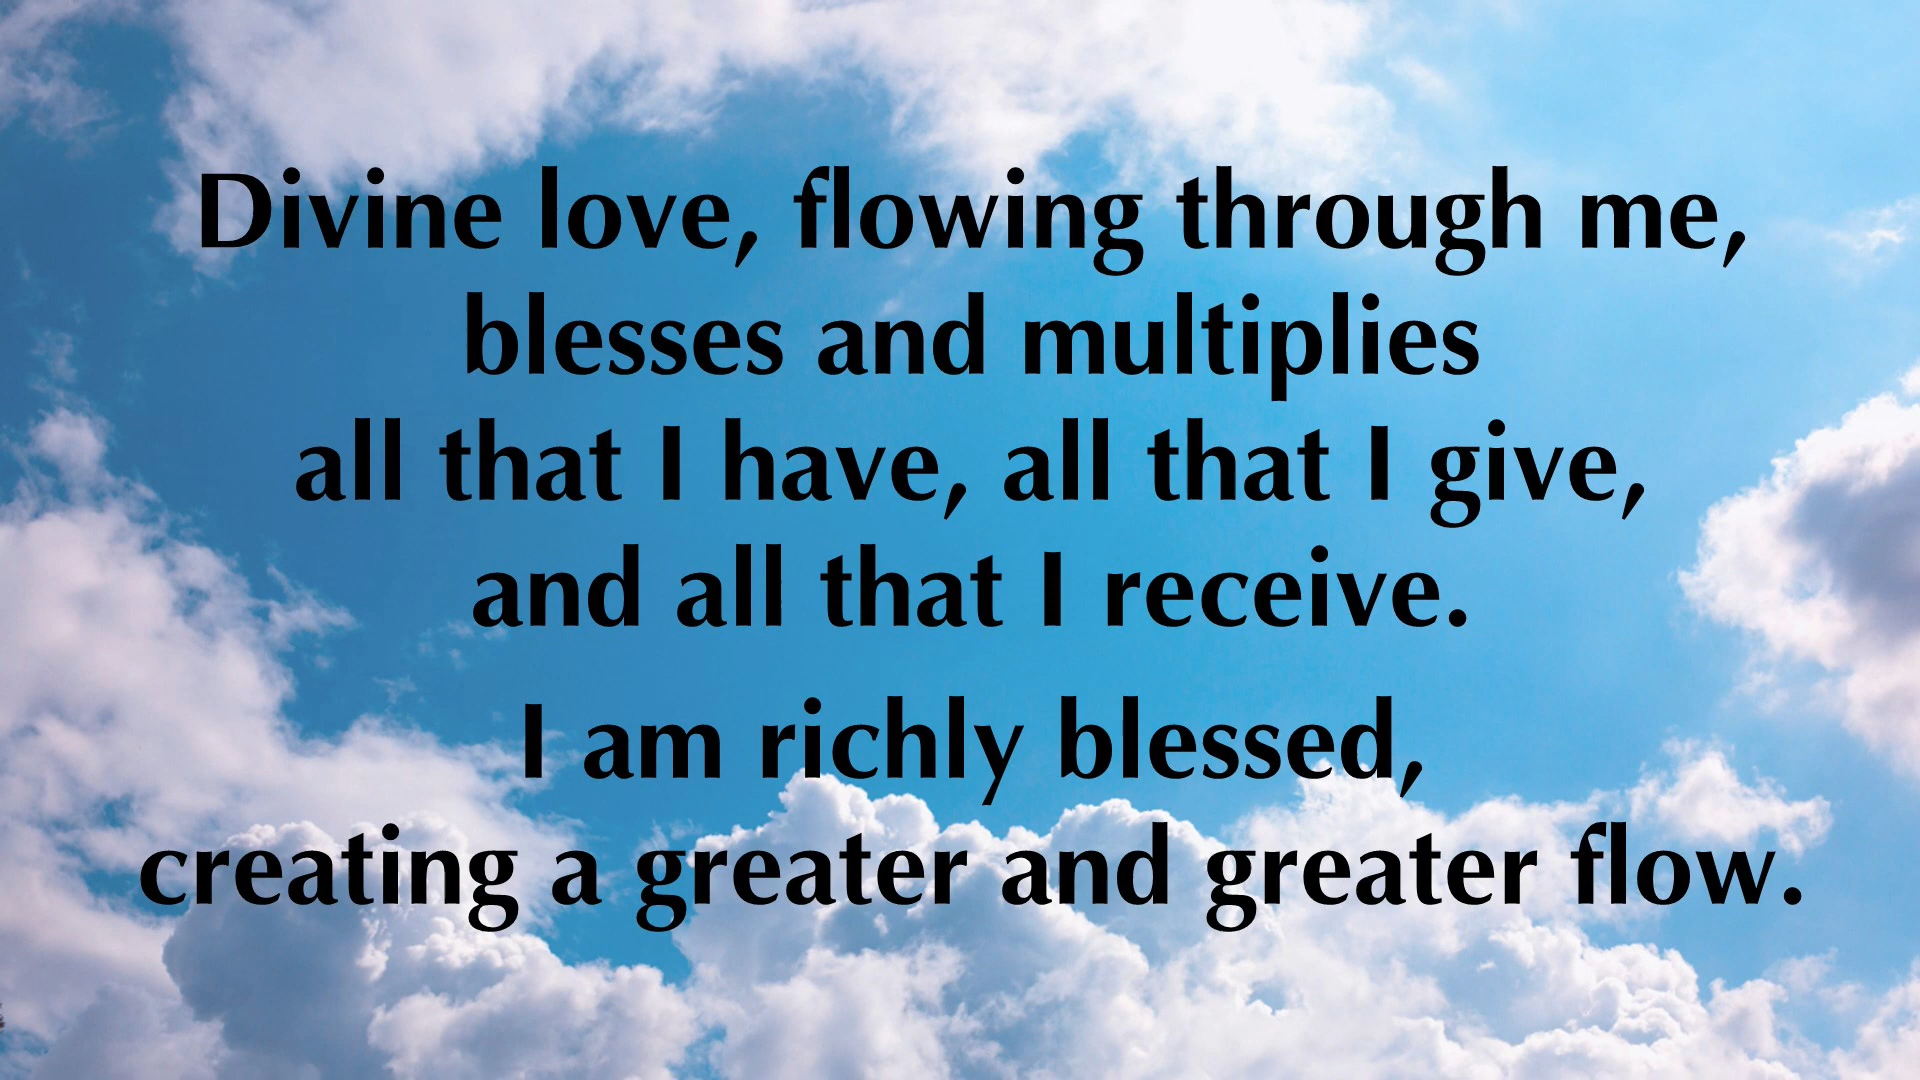 Divine love, flowing through me,
blesses and multiplies
all that I have, all that I give,
and all that I receive.
I am richly blessed,
creating a greater and greater flow.